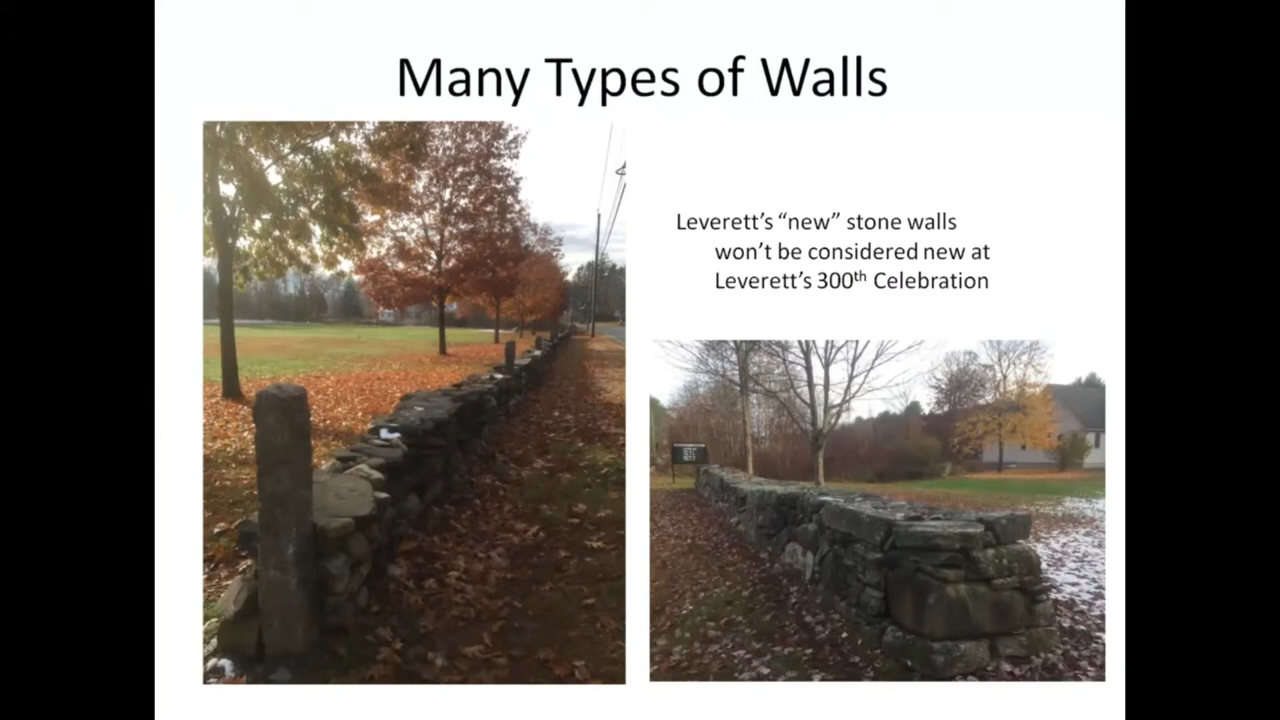 Many Types of Walls
Leverett’s “new” stone walls
won’t be considered new at
Leverett’s 300th Celebration